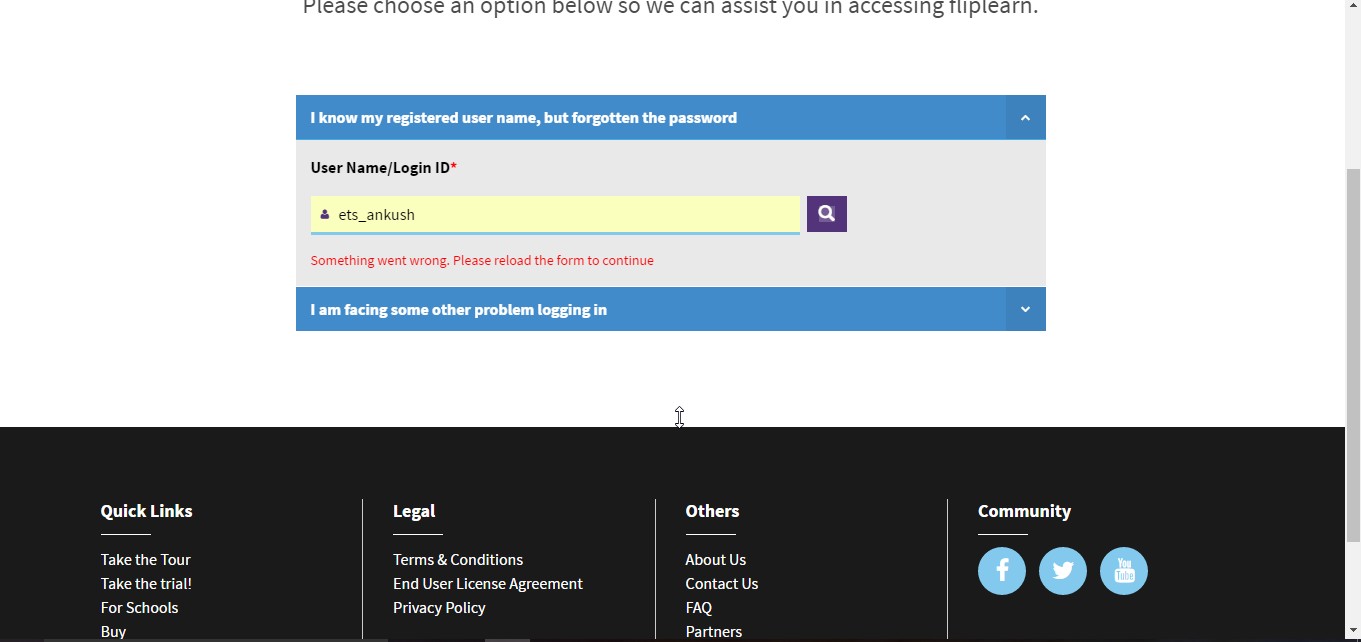 Please choose an option below so we can assist you in accessing fliplearn.
I know my registered user name, but forgotten the password
User Name/Login ID*
ets_ankush
Something went wrong. Please reload the form to continue
I am facing some other problem logging in
Quick Links
Take the Tour
Take the trial!
For Schools
Buy
Legal
Terms & Conditions
End User License Agreement
Privacy Policy
Others
About Us
Contact Us
FAQ
Partners
Community
You
Tube